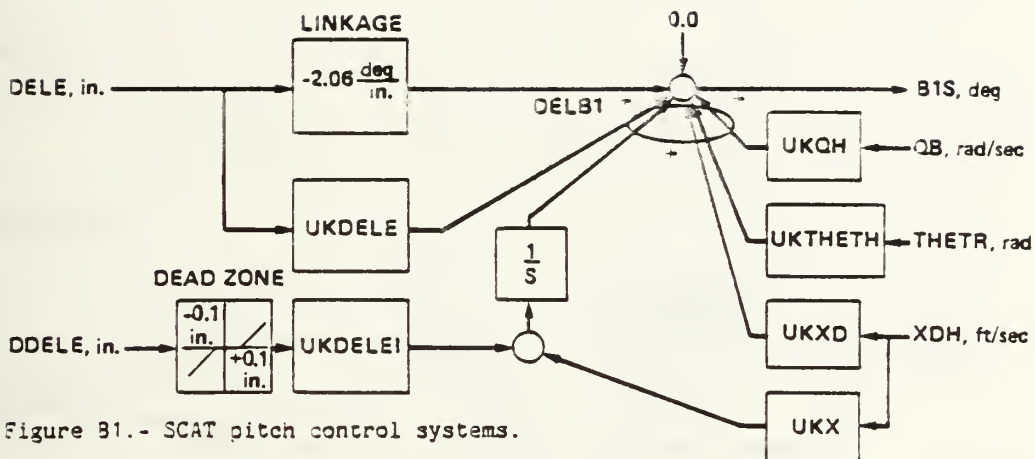 LINKAGE
0.0
DELE, in.
-2.06 deg/in.
DELB1
B1S, deg
UKQH
QB, rad/sec
UKDELE
UKTHETH
THETR, rad
1/S
DEAD ZONE
-0.1 in.
+0.1 in.
DDELE, in.
UKDELEI
UKXD
XDH, ft/sec
UKX
Figure B1.- SCAT pitch control systems.